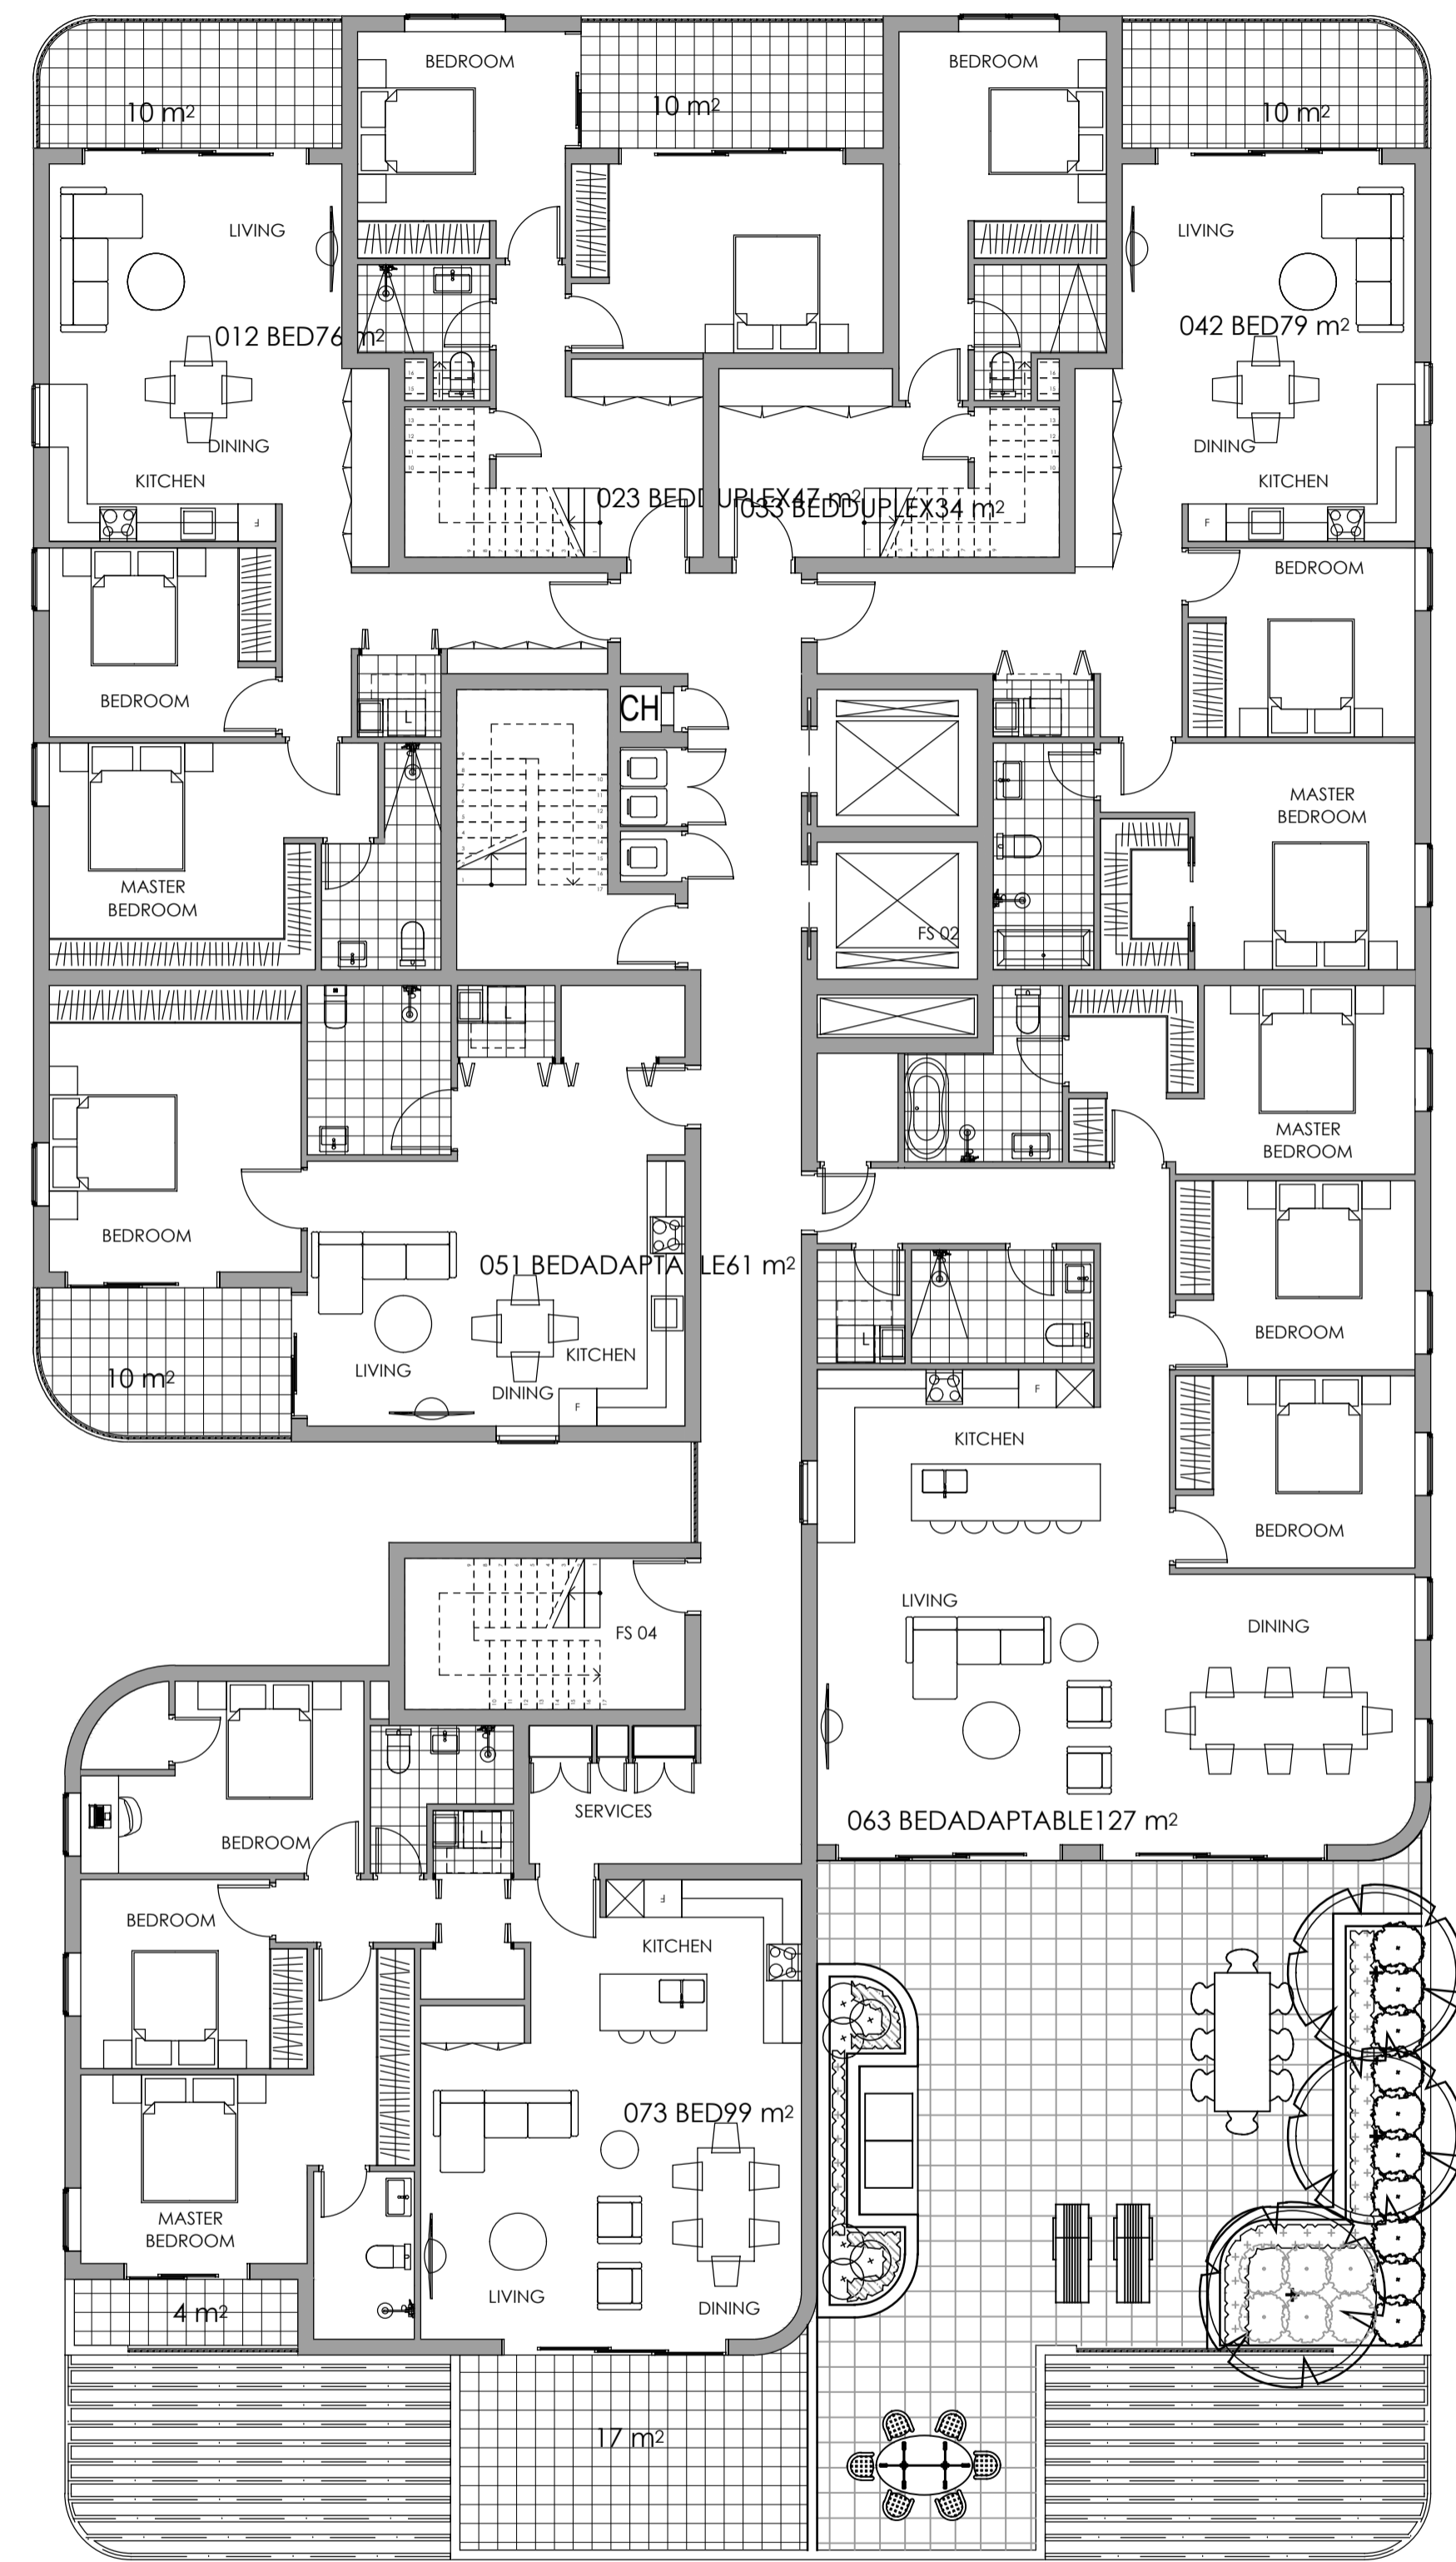 BEDROOM
BEDROOM
10 m²
10 m²
10 m²
LIVING
LIVING
012 BED76 m²
042 BED79 m²
DINING
DINING
KITCHEN
KITCHEN
F
F
023 BEDDUPLEX47 m²
033 BEDDUPLEX34 m²
BEDROOM
BEDROOM
L
L
CH
MASTER
BEDROOM
MASTER
BEDROOM
FS 02
L
MASTER
BEDROOM
BEDROOM
051 BEDADAPTABLE61 m²
LIVING
KITCHEN
DINING
F
10 m²
L
BEDROOM
F
KITCHEN
BEDROOM
LIVING
DINING
FS 04
063 BEDADAPTABLE127 m²
SERVICES
BEDROOM
L
F
BEDROOM
KITCHEN
073 BED99 m²
MASTER
BEDROOM
LIVING
DINING
4 m²
17 m²